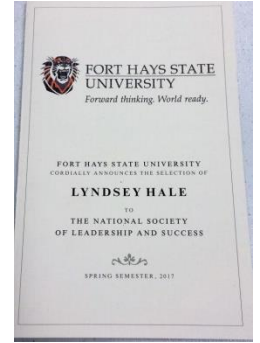 FORT HAYS STATE
UNIVERSITY
Forward thinking. World ready.
FORT HAYS STATE UNIVERSITY
CORDIALLY ANNOUNCES THE SELECTION OF
LYNDSEY HALE
TO
THE NATIONAL SOCIETY
OF LEADERSHIP AND SUCCESS
SPRING SEMESTER, 2017